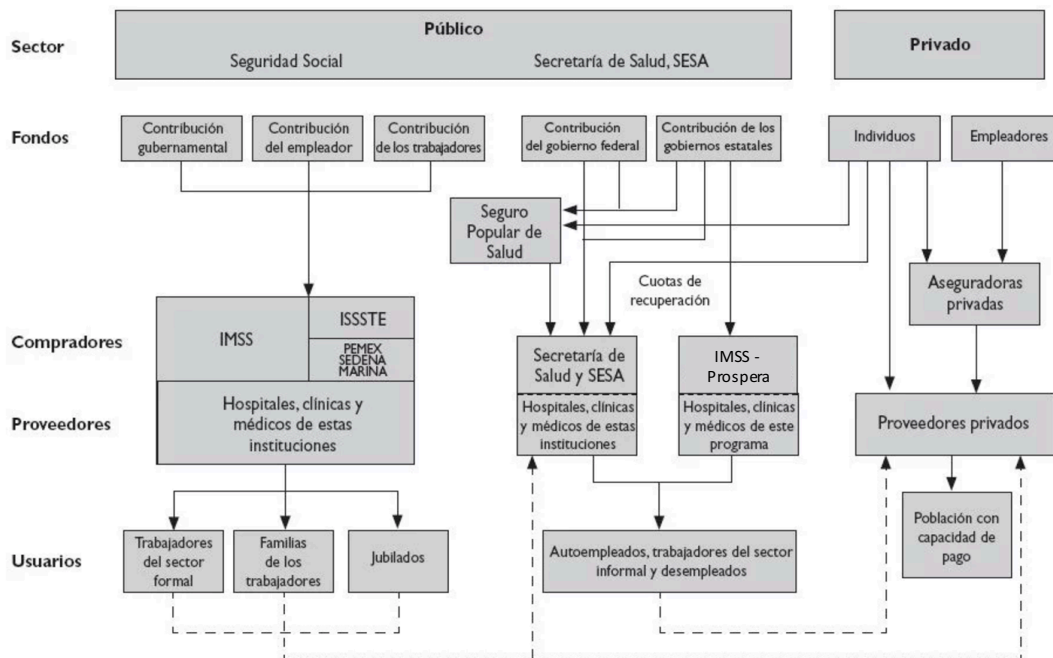 Sector
Público
Seguridad Social
Secretaría de Salud, SESA
Privado
Fondos
Contribución
gubernamental
Contribución
del empleador
Contribución
de los trabajadores
Contribución
del gobierno federal
Contribución de los
gobiernos estatales
Individuos
Empleadores
Seguro
Popular de
Salud
Cuotas de
recuperación
Aseguradoras
privadas
Compradores
IMSS
ISSSTE
PEMEX
SEDENA
MARINA
Secretaría de
Salud y SESA
IMSS -
Prospera
Proveedores
Hospitales, clínicas y
médicos de estas
instituciones
Hospitales, clínicas
y médicos de estas
instituciones
Hospitales, clínicas
y médicos de este
programa
Proveedores privados
Usuarios
Trabajadores
del sector
formal
Familias
de los
trabajadores
Jubilados
Autoempleados, trabajadores del sector
informal y desempleados
Población con
capacidad de
pago